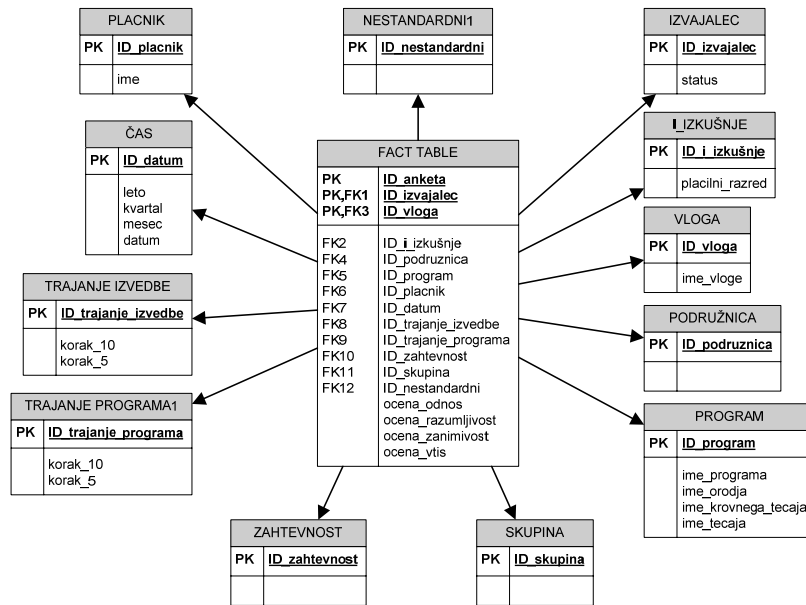 PLACNIK
PK ID_placnik
ime
NESTANDARDNI1
PK ID_nestandardni
IZVAJALEC
PK ID_izvajalec
status
ČAS
PK ID_datum
leto
kvartal
mesec
datum
FACT TABLE
PK ID_anketa
PK,FK1 ID_izvajalec
PK,FK3 ID_vloga
FK2 ID_i_izkušnje
FK4 ID_podruznica
FK5 ID_program
FK6 ID_placnik
FK7 ID_datum
FK8 ID_trajanje_izvedbe
FK9 ID_trajanje_programa
FK10 ID_zahtevnost
FK11 ID_skupina
FK12 ID_nestandardni
ocena_odnos
ocena_razumljivost
ocena_zanimivost
ocena_vtis
I_IZKUŠNJE
PK ID_i_izkušnje
placilni_razred
VLOGA
PK ID_vloga
ime_vloge
TRAJANJE IZVEDBE
PK ID_trajanje_izvedbe
korak_10
korak_5
PODRUŽNICA
PK ID_podruznica
TRAJANJE PROGRAMA1
PK ID_trajanje_programa
korak_10
korak_5
PROGRAM
PK ID_program
ime_programa
ime_orodja
ime_krovnega_tecaja
ime_tecaja
ZAHTEVNOST
PK ID_zahtevnost
SKUPINA
PK ID_skupina